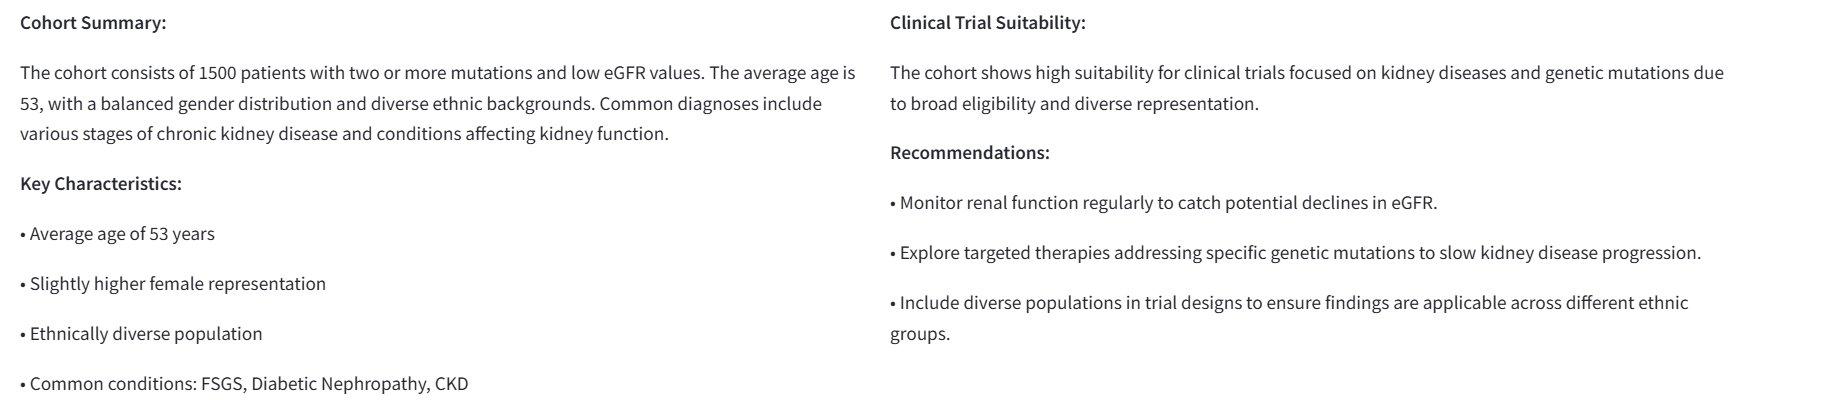 Cohort Summary:
The cohort consists of 1500 patients with two or more mutations and low eGFR values. The average age is
53, with a balanced gender distribution and diverse ethnic backgrounds. Common diagnoses include
various stages of chronic kidney disease and conditions affecting kidney function.
Key Characteristics:
• Average age of 53 years
• Slightly higher female representation
• Ethnically diverse population
• Common conditions: FSGS, Diabetic Nephropathy, CKD
Clinical Trial Suitability:
The cohort shows high suitability for clinical trials focused on kidney diseases and genetic mutations due
to broad eligibility and diverse representation.
Recommendations:
• Monitor renal function regularly to catch potential declines in eGFR.
• Explore targeted therapies addressing specific genetic mutations to slow kidney disease progression.
• Include diverse populations in trial designs to ensure findings are applicable across different ethnic
groups.